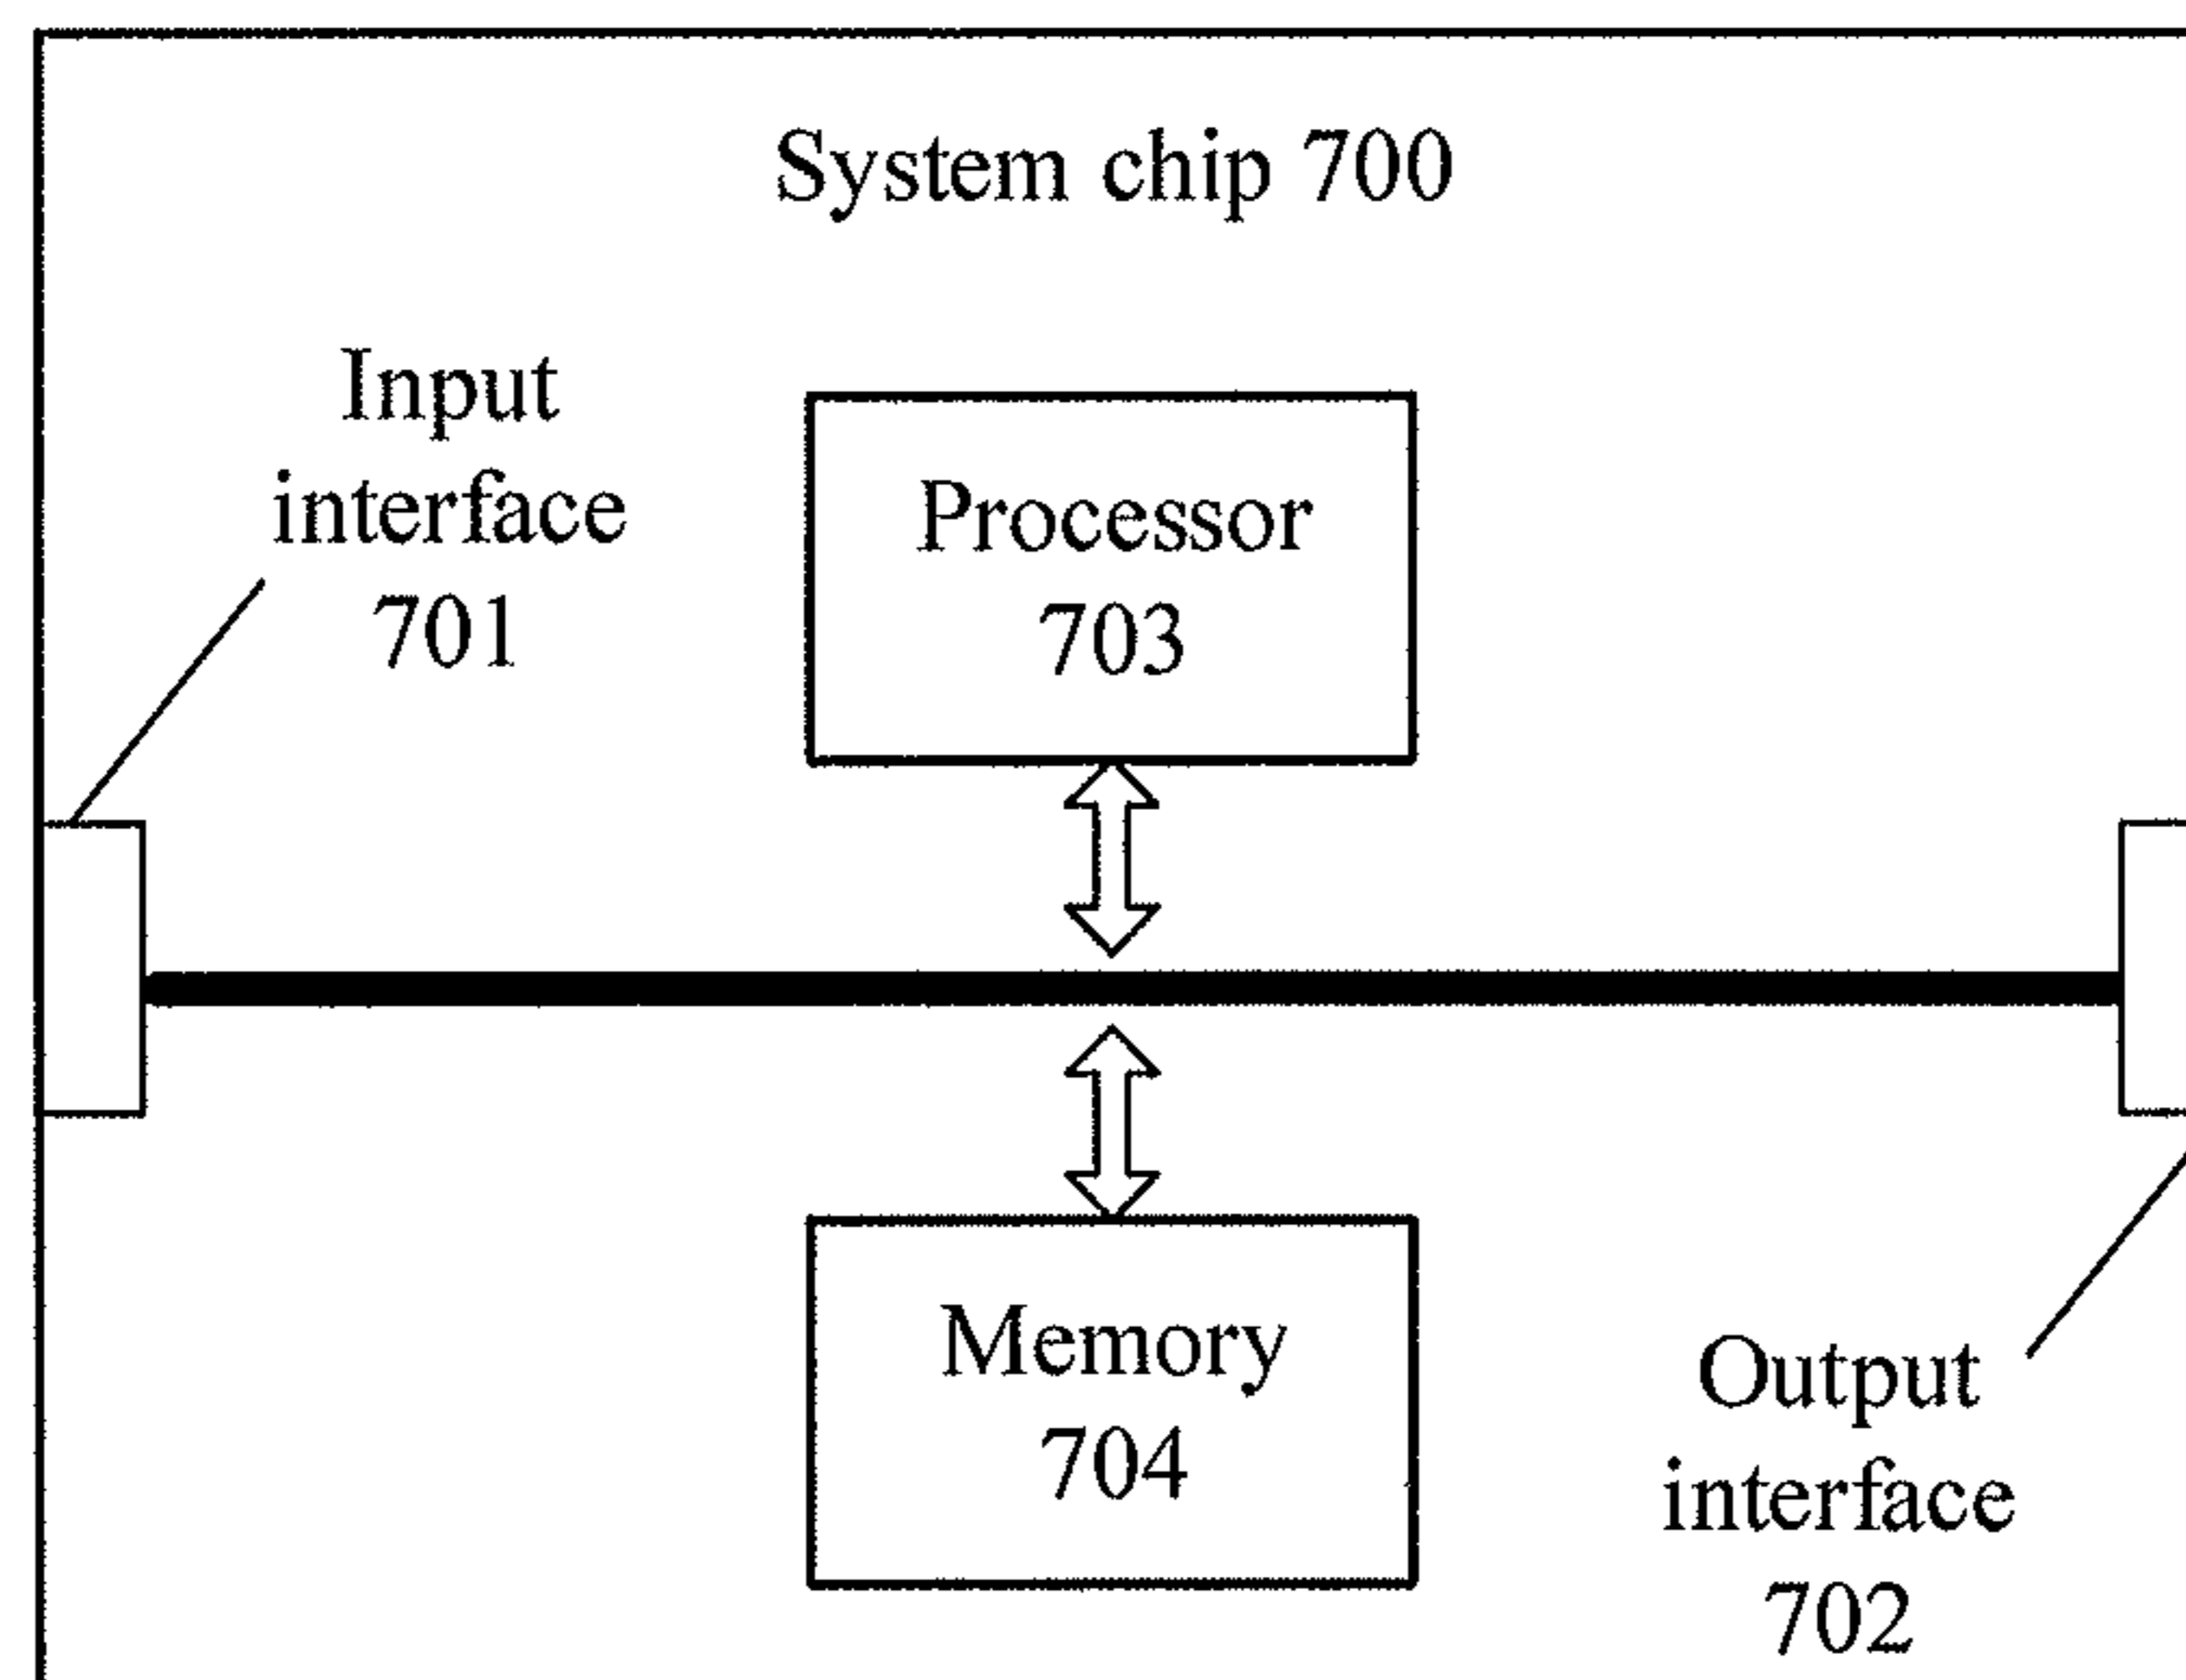 System chip 700
Input
interface
701
Processor
703
Memory
704
Output
interface
702